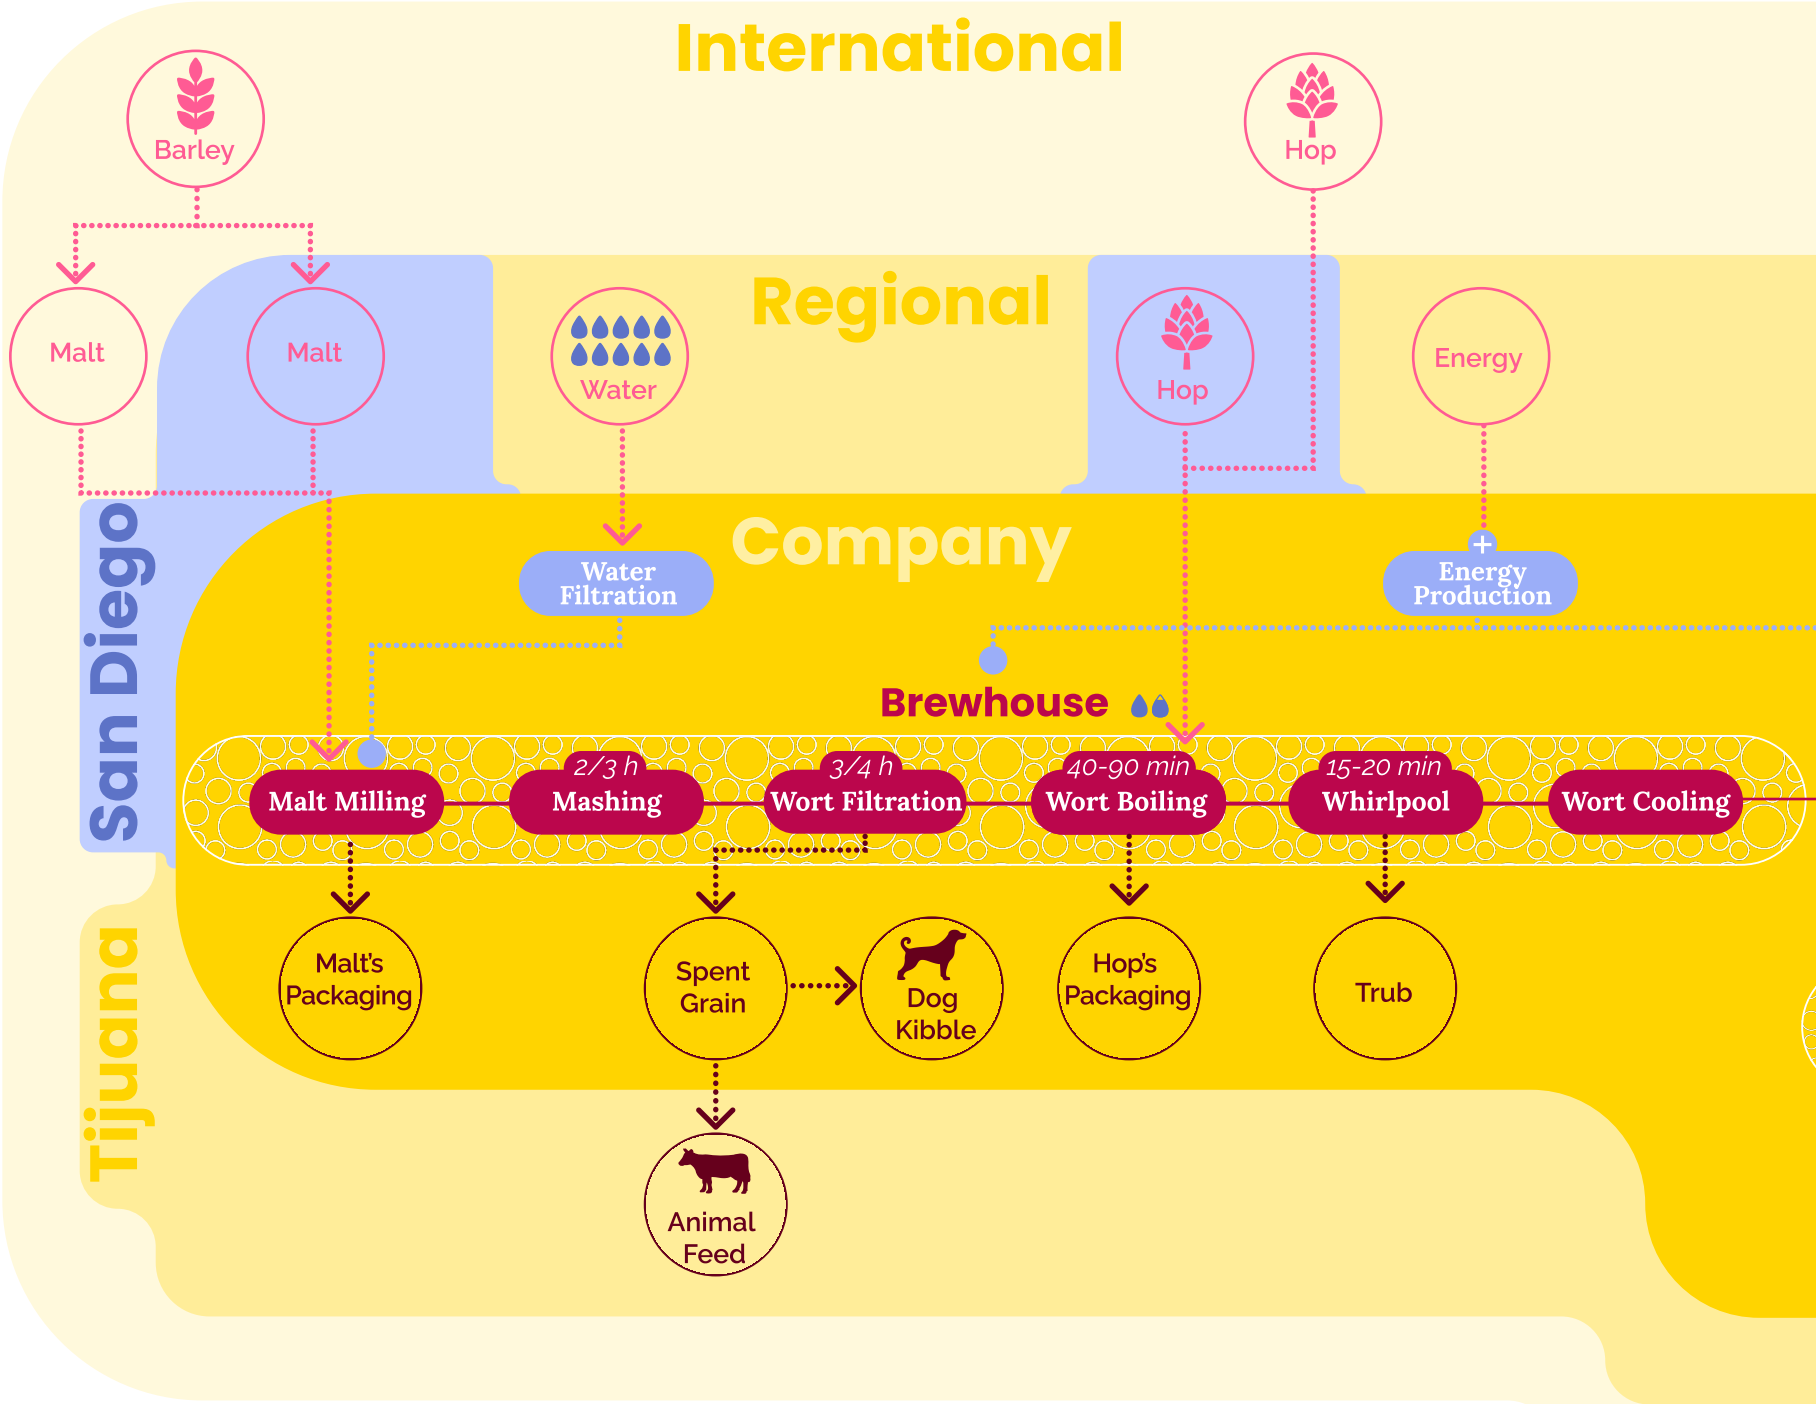 International
Barley
Hop
Regional
Malt
Malt
Water
Hop
Energy
San Diego
Company
Water
Filtration
+
Energy
Production
Brewhouse
2/3 h
Mashing
3/4 h
Wort Filtration
40-90 min
Wort Boiling
15-20 min
Whirlpool
Malt Milling
Wort Cooling
Tijuana
Malt's
Packaging
Spent
Grain
Dog
Kibble
Hop's
Packaging
Trub
Animal
Feed